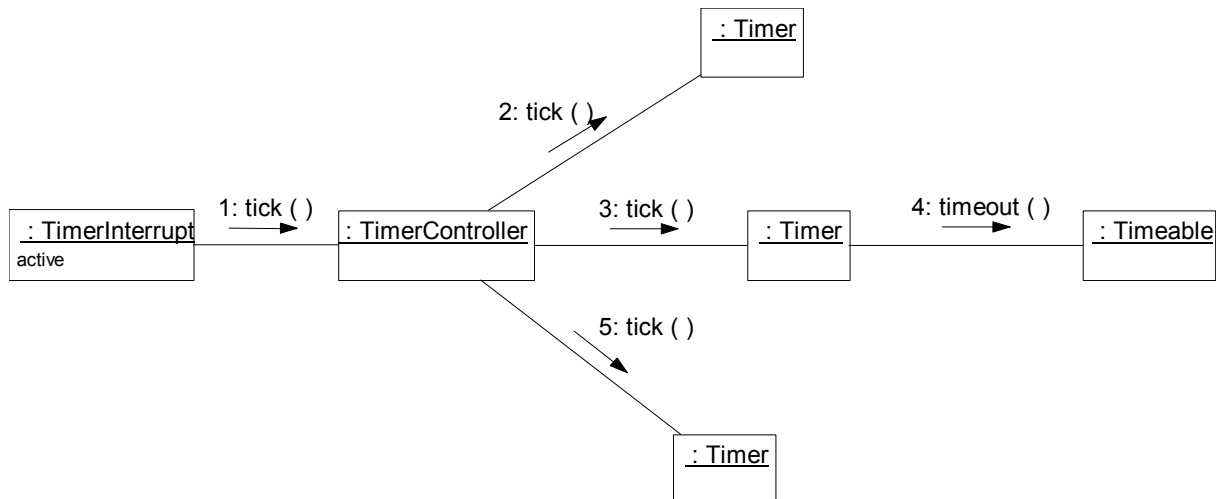 : Timer
2: tick ( )
1: tick ( )
3: tick ( )
4: timeout ( )
: TimerInterrupt
active
: TimerController
: Timer
: Timeable
5: tick ( )
: Timer